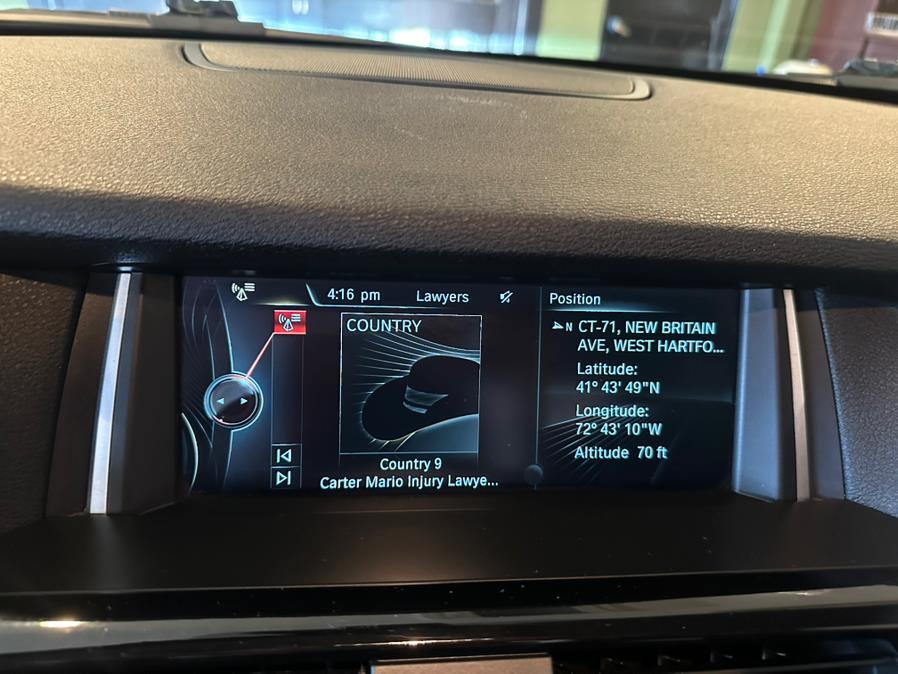 4:16 pm Lawyers
COUNTRY
Country 9
Carter Mario Injury Lawye...
Position
N CT-71, NEW BRITAIN
AVE, WEST HARTFO...
Latitude:
41° 43' 49"N
Longitude:
72° 43' 10"W
Altitude 70 ft